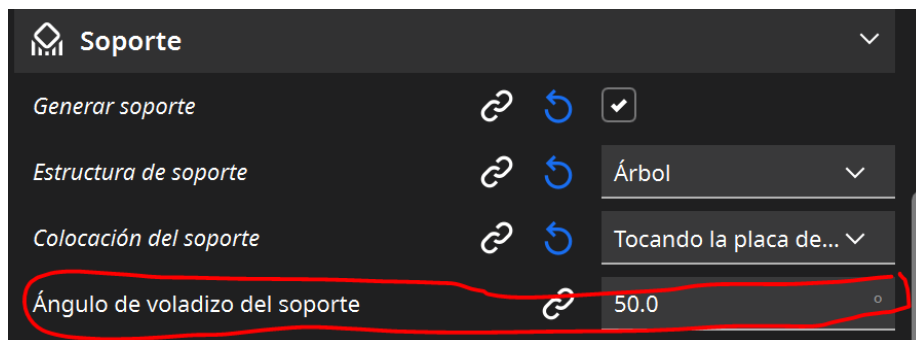 Soporte
Generar soporte
Estructura de soporte Árbol
Colocación del soporte Tocando la placa de...
Ángulo de voladizo del soporte 50.0 °